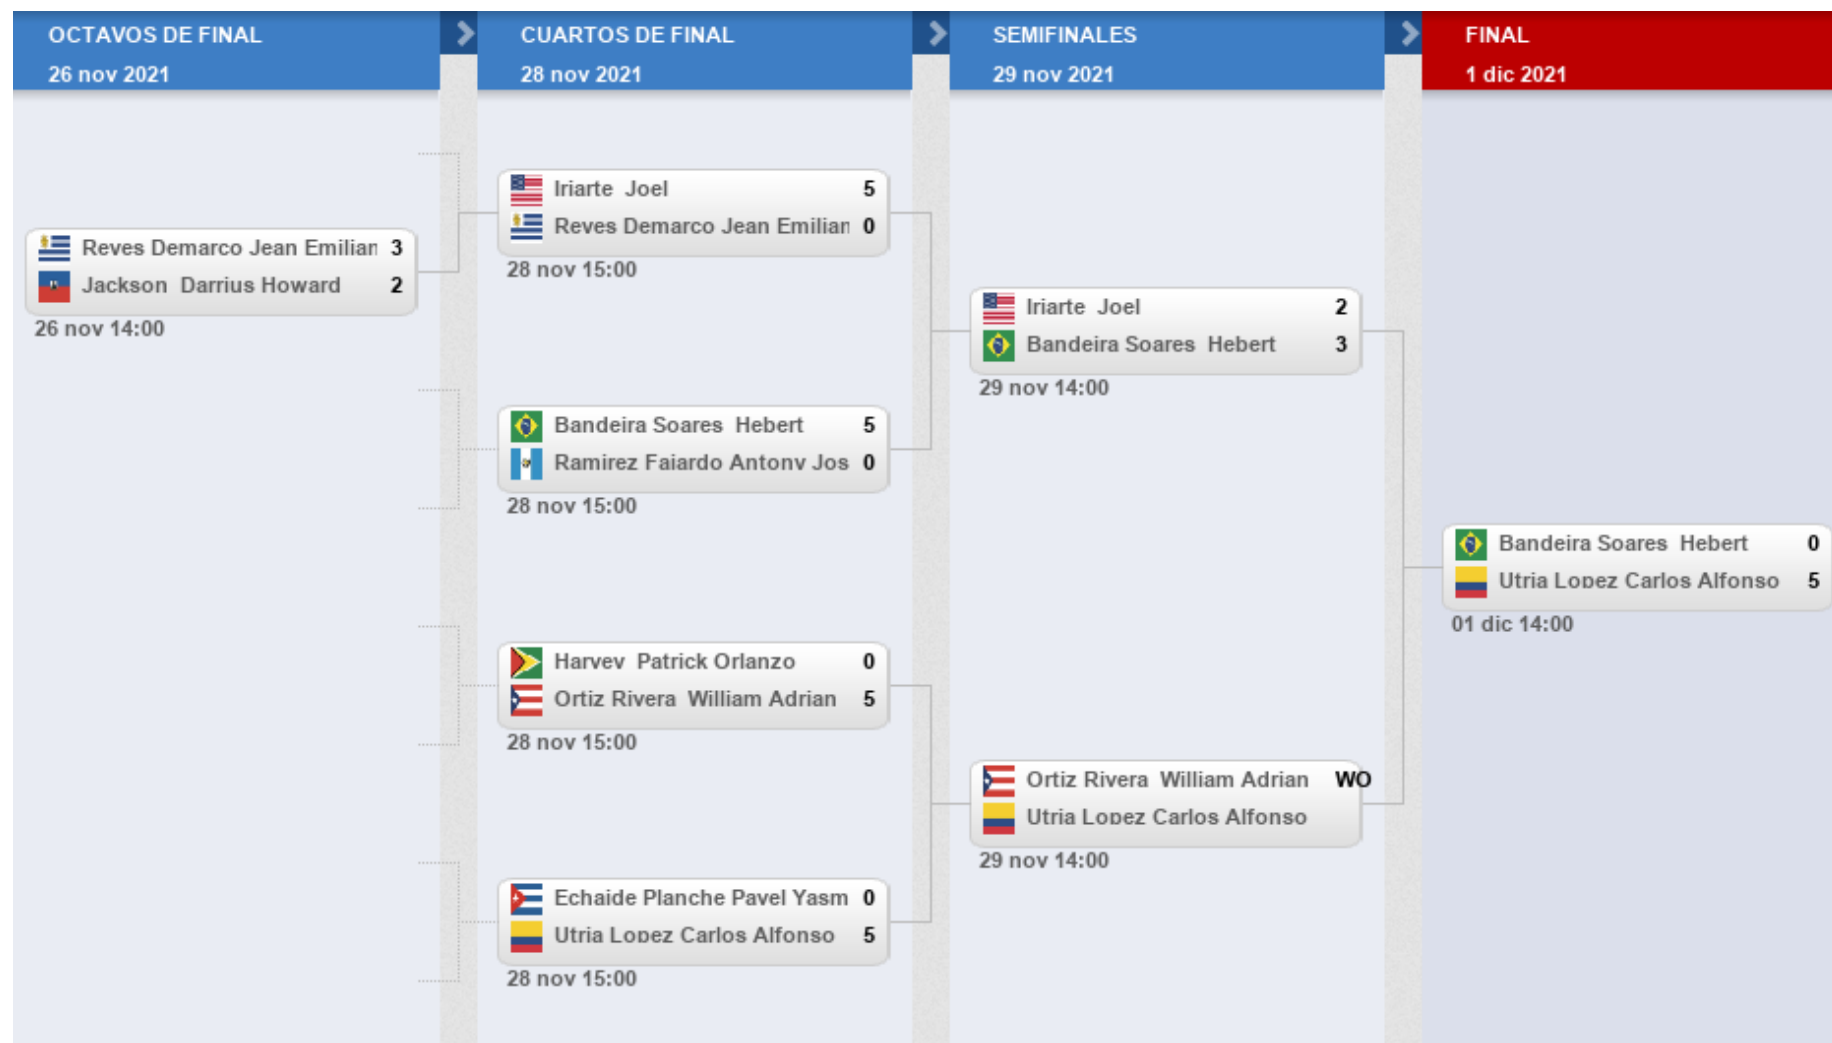 OCTAVOS DE FINAL
26 nov 2021
Reves Demarco Jean Emilian 3
Jackson Darrius Howard 2
26 nov 14:00
CUARTOS DE FINAL
28 nov 2021
Iriarte Joel 5
Reves Demarco Jean Emilian 0
28 nov 15:00
Bandeira Soares Hebert 5
Ramirez Faiardo Antonv Jos 0
28 nov 15:00
Harvev Patrick Orlanzo 0
Ortiz Rivera William Adrian 5
28 nov 15:00
Echaide Planche Pavel Yasm 0
Utria Lopez Carlos Alfonso 5
28 nov 15:00
SEMIFINALES
29 nov 2021
Iriarte Joel 2
Bandeira Soares Hebert 3
29 nov 14:00
Ortiz Rivera William Adrian WO
Utria Lopez Carlos Alfonso
29 nov 14:00
FINAL
1 dic 2021
Bandeira Soares Hebert 0
Utria Lopez Carlos Alfonso 5
01 dic 14:00